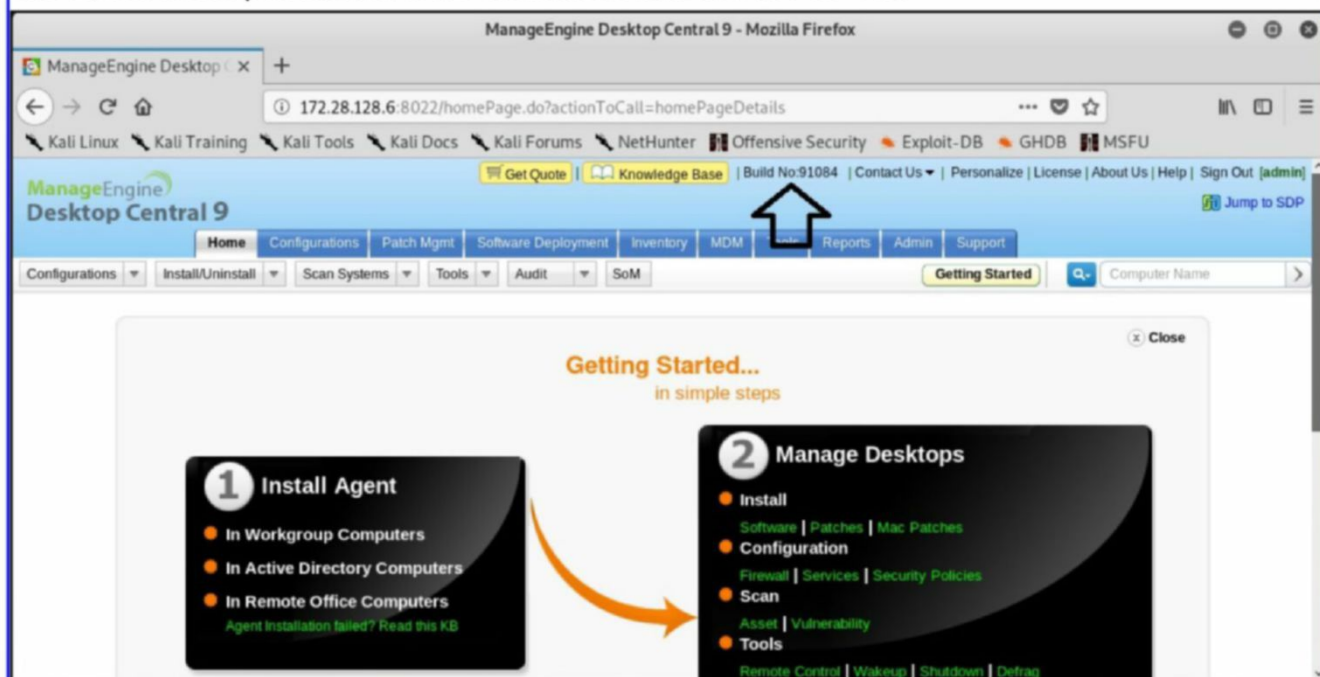 ManageEngine Desktop Central 9 - Mozilla Firefox
ManageEngine Desktop C
172.28.128.6:8022/homePage.do?actionToCall=homePageDetails
Kali Linux Kali Training Kali Tools Kali Docs Kali Forums NetHunter Offensive Security Exploit-DB GHDB MSFU
Get Quote | Knowledge Base | Build No:91084 | Contact Us | Personalize | License | About Us | Help | Sign Out [admin]
ManageEngine
Desktop Central 9
Jump to SDP
Home Configurations Patch Mgmt Software Deployment Inventory MDM Tools Reports Admin Support
Configurations Install/Uninstall Scan Systems Tools Audit SoM Getting Started Computer Name
x Close
Getting Started...
in simple steps
1 Install Agent
In Workgroup Computers
In Active Directory Computers
In Remote Office Computers
Agent Installation failed? Read this KB
2 Manage Desktops
Install
Software | Patches | Mac Patches
Configuration
Firewall | Services | Security Policies
Scan
Asset | Vulnerability
Tools
Remote Control | Wakeup | Shutdown | Defrag